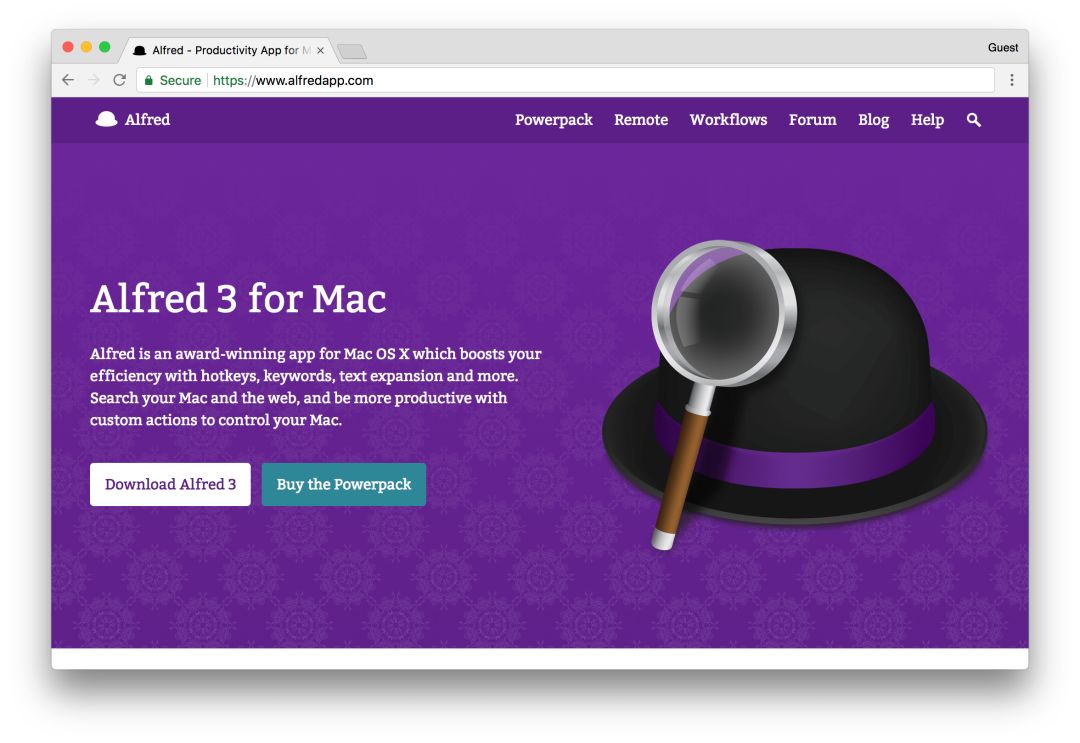 Alfred - Productivity App for M
Guest
Secure
https://www.alfredapp.com
Alfred
Powerpack Remote Workflows Forum Blog Help
Alfred 3 for Mac
Alfred is an award-winning app for Mac OS X which boosts your
efficiency with hotkeys, keywords, text expansion and more.
Search your Mac and the web, and be more productive with
custom actions to control your Mac.
Download Alfred 3
Buy the Powerpack